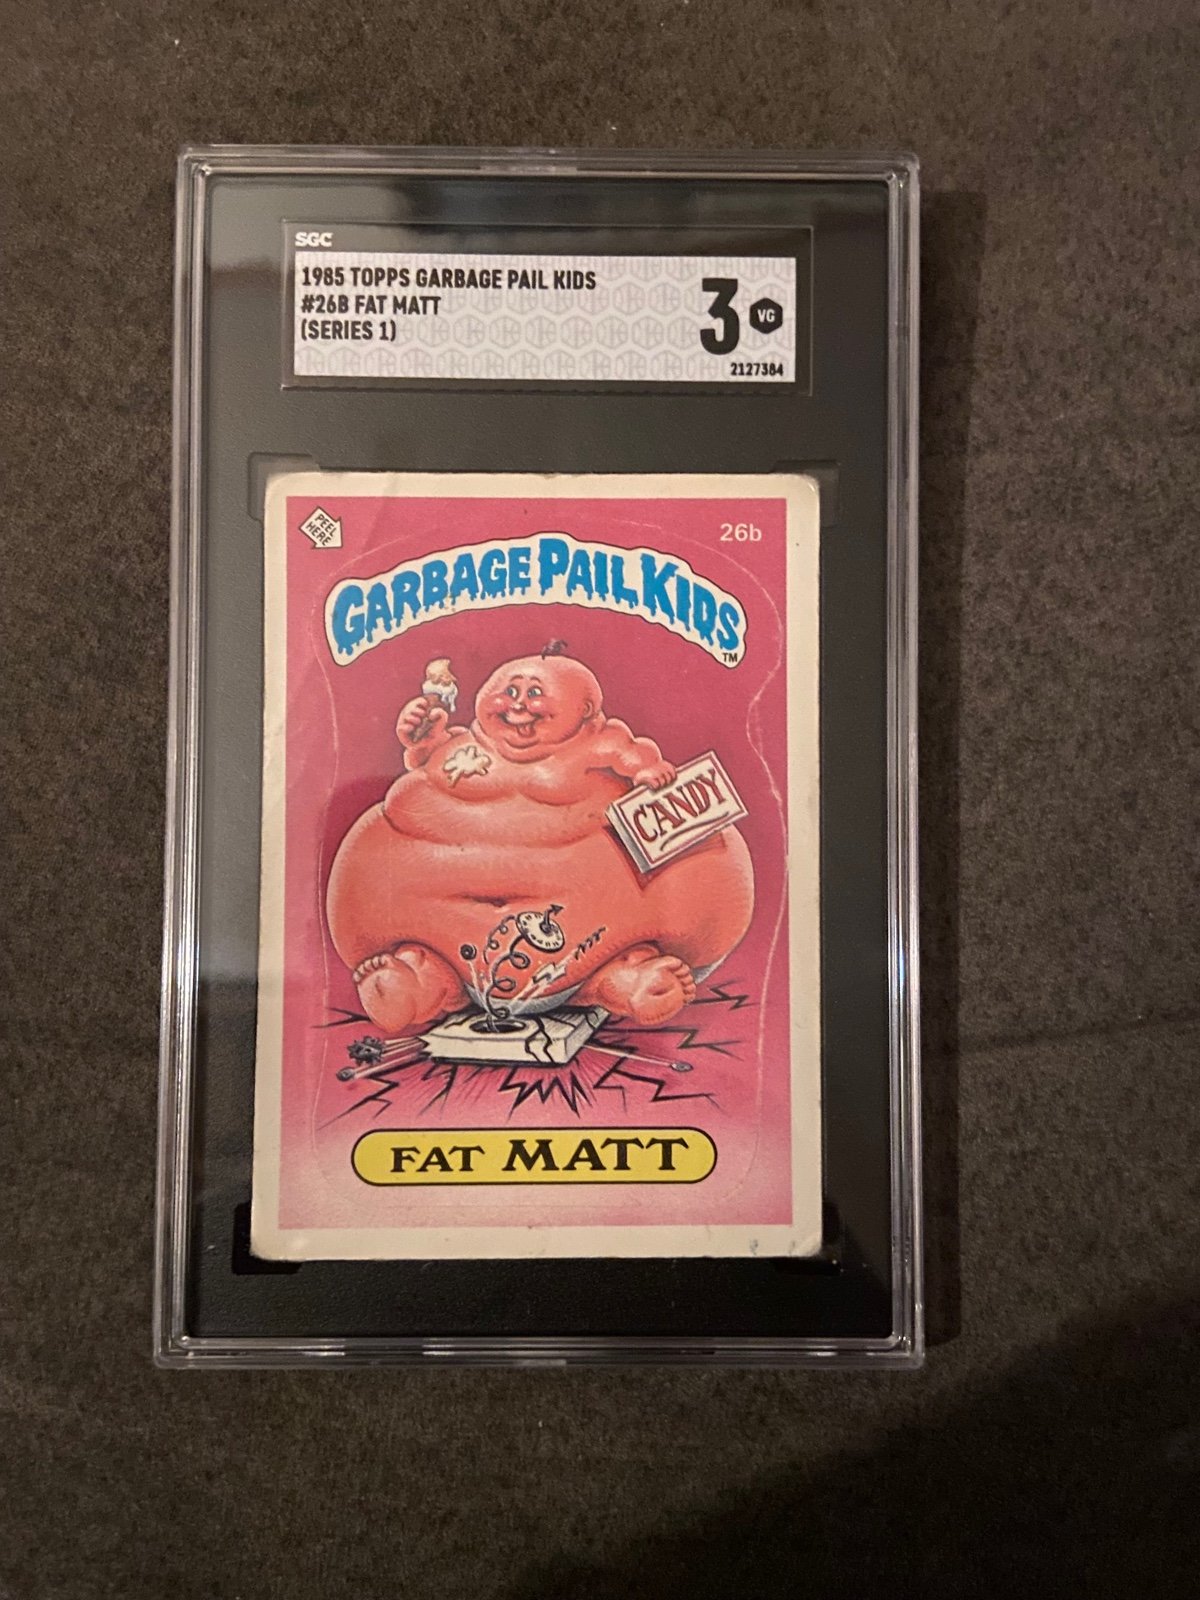 SGC
1985 TOPPS GARBAGE PAIL KIDS
#26B FAT MATT
(SERIES 1)
3 VG
2127384
PEEL
HERE
26b
GARBAGE PAIL KIDS
TM
CANDY
FAT MATT